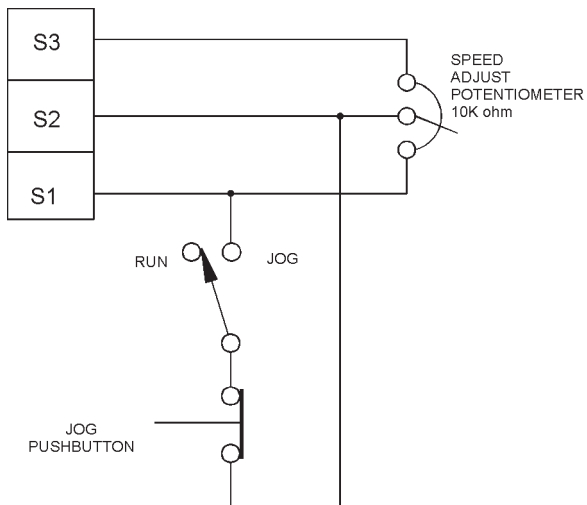 S3
SPEED
ADJUST
POTENTIOMETER
10K ohm
S2
S1
RUN
JOG
JOG
PUSHBUTTON